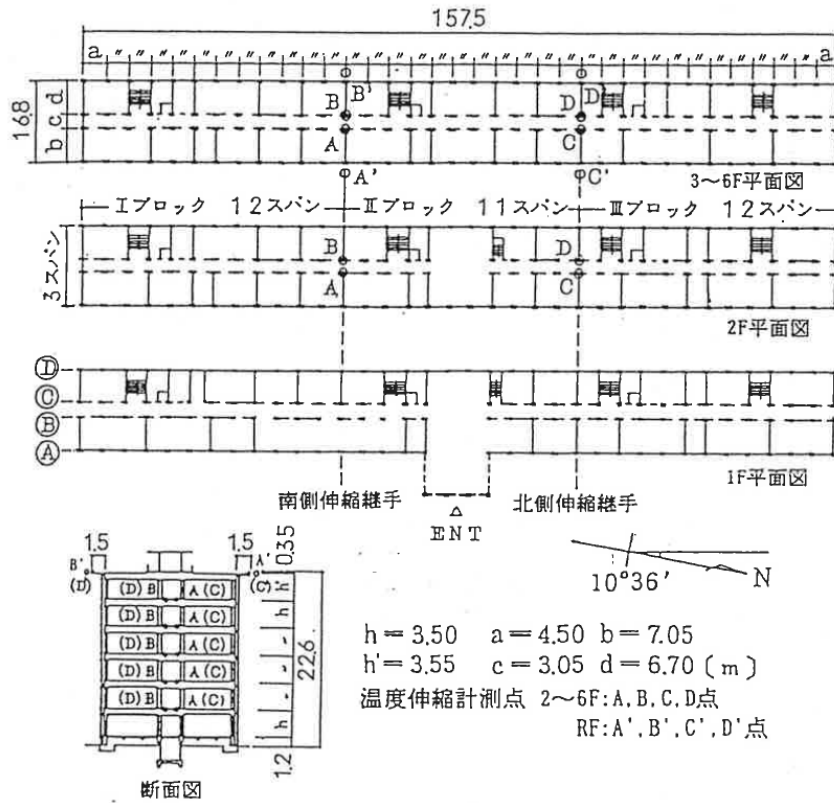 157.5
a 〃 〃 〃 〃 〃 〃 〃 〃 〃 〃 〃 〃 〃 〃 〃 〃 〃 〃 〃 〃 〃 〃 〃 〃 〃 〃 〃 〃 〃 〃 〃 〃 〃 a
16.8
d
c
b
B B' D D'
A C
A' C' 3～6F平面図
Ⅰブロック 12スパン Ⅱブロック 11スパン Ⅲブロック 12スパン
3スパン
B D
A C
2F平面図
Ⓓ
Ⓒ
Ⓑ
Ⓐ
1F平面図
南側伸縮継手 北側伸縮継手
ENT
10°36' N
1.5 1.5
B' A'
(D) (C)
0.35
(D)B A(C) h'
(D)B A(C) h
(D)B A(C) 〃
(D)B A(C) 〃
(D)B A(C) 〃
h
22.6
1.2
断面図
h=3.50 a=4.50 b=7.05
h'=3.55 c=3.05 d=6.70 (m)
温度伸縮計測点 2～6F:A,B,C,D点
RF:A',B',C',D'点